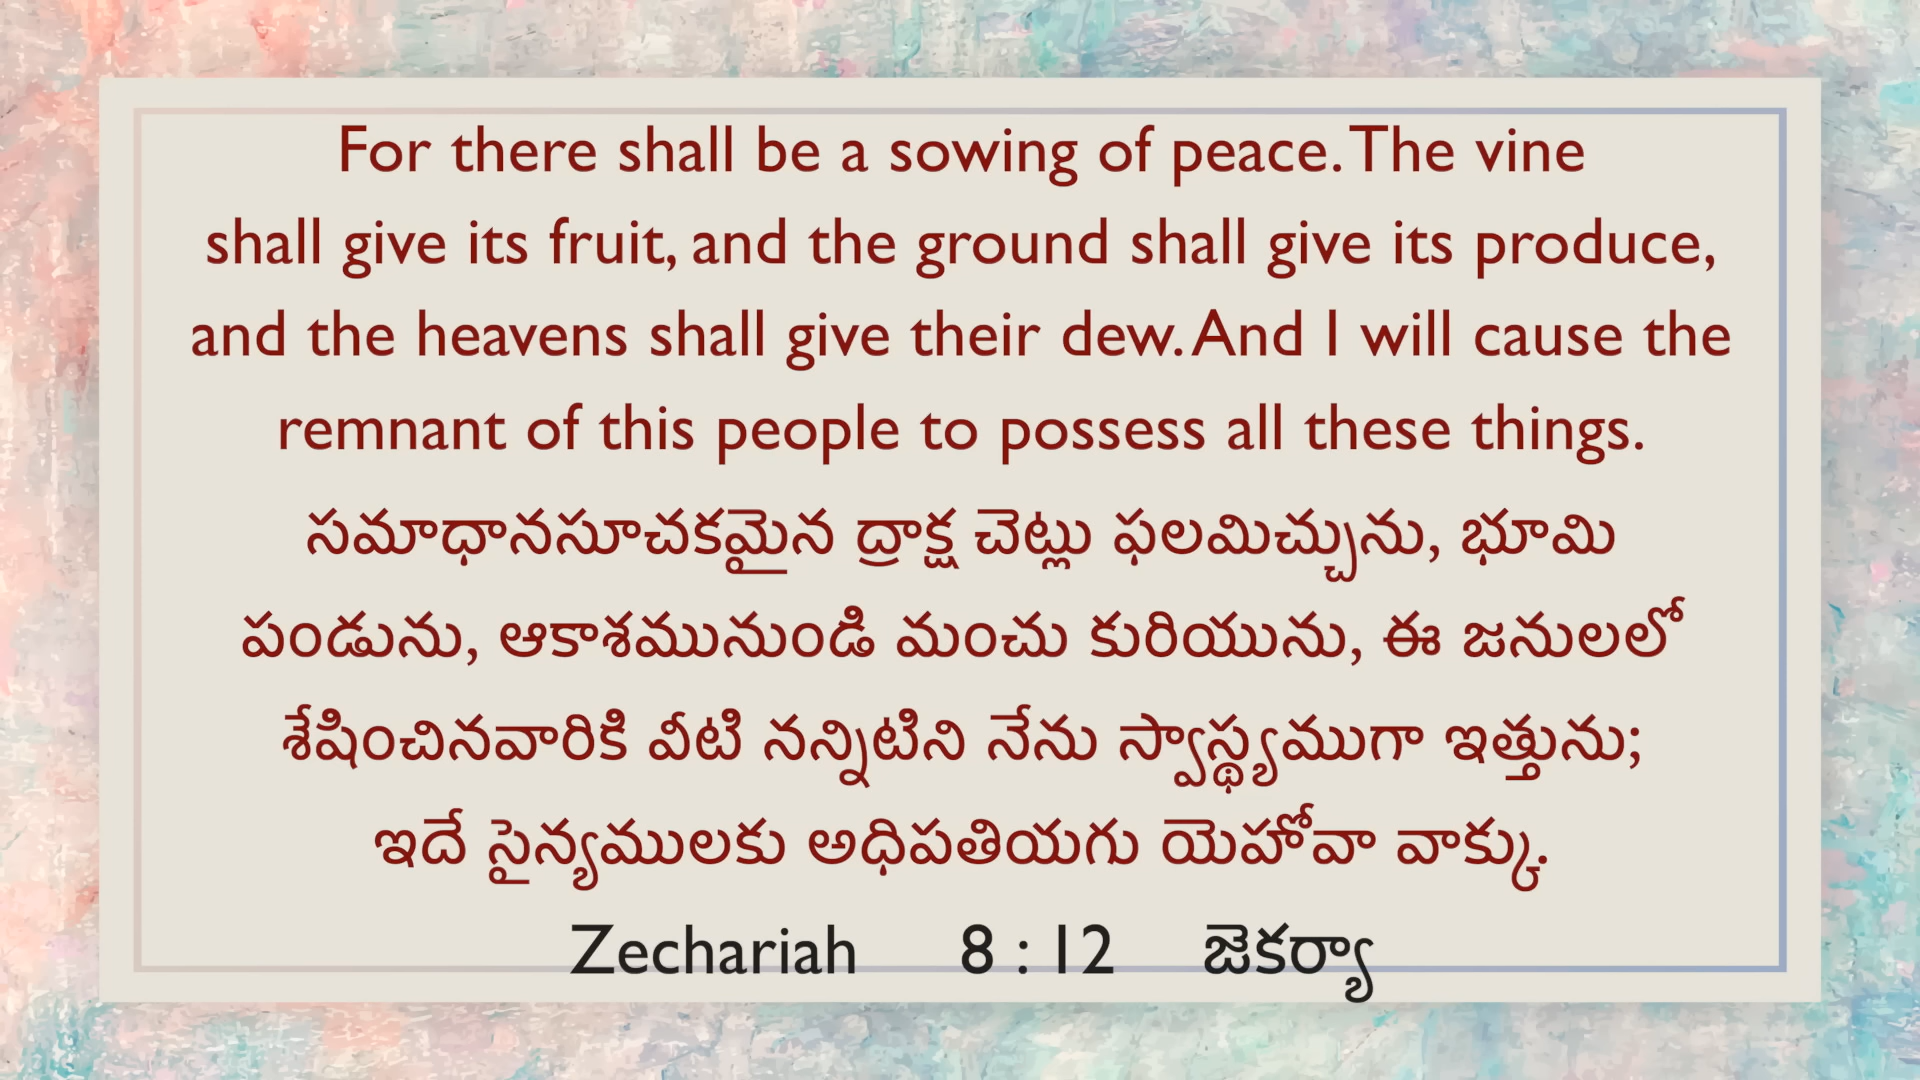 For there shall be a sowing of peace. The vine
shall give its fruit, and the ground shall give its produce,
and the heavens shall give their dew. And I will cause the
remnant of this people to possess all these things.
సమాధానసూచకమైన ద్రాక్ష చెట్లు ఫలమిచ్చును, భూమి
పండును, ఆకాశమునుండి మంచు కురియును, ఈ జనులలో
శేషించినవారికి వీటి నన్నిటిని నేను స్వాస్థ్యముగా ఇత్తును;
ఇదే సైన్యములకు అధిపతియగు యెహోవా వాక్కు.
Zechariah 8 : 12 జెకర్యా